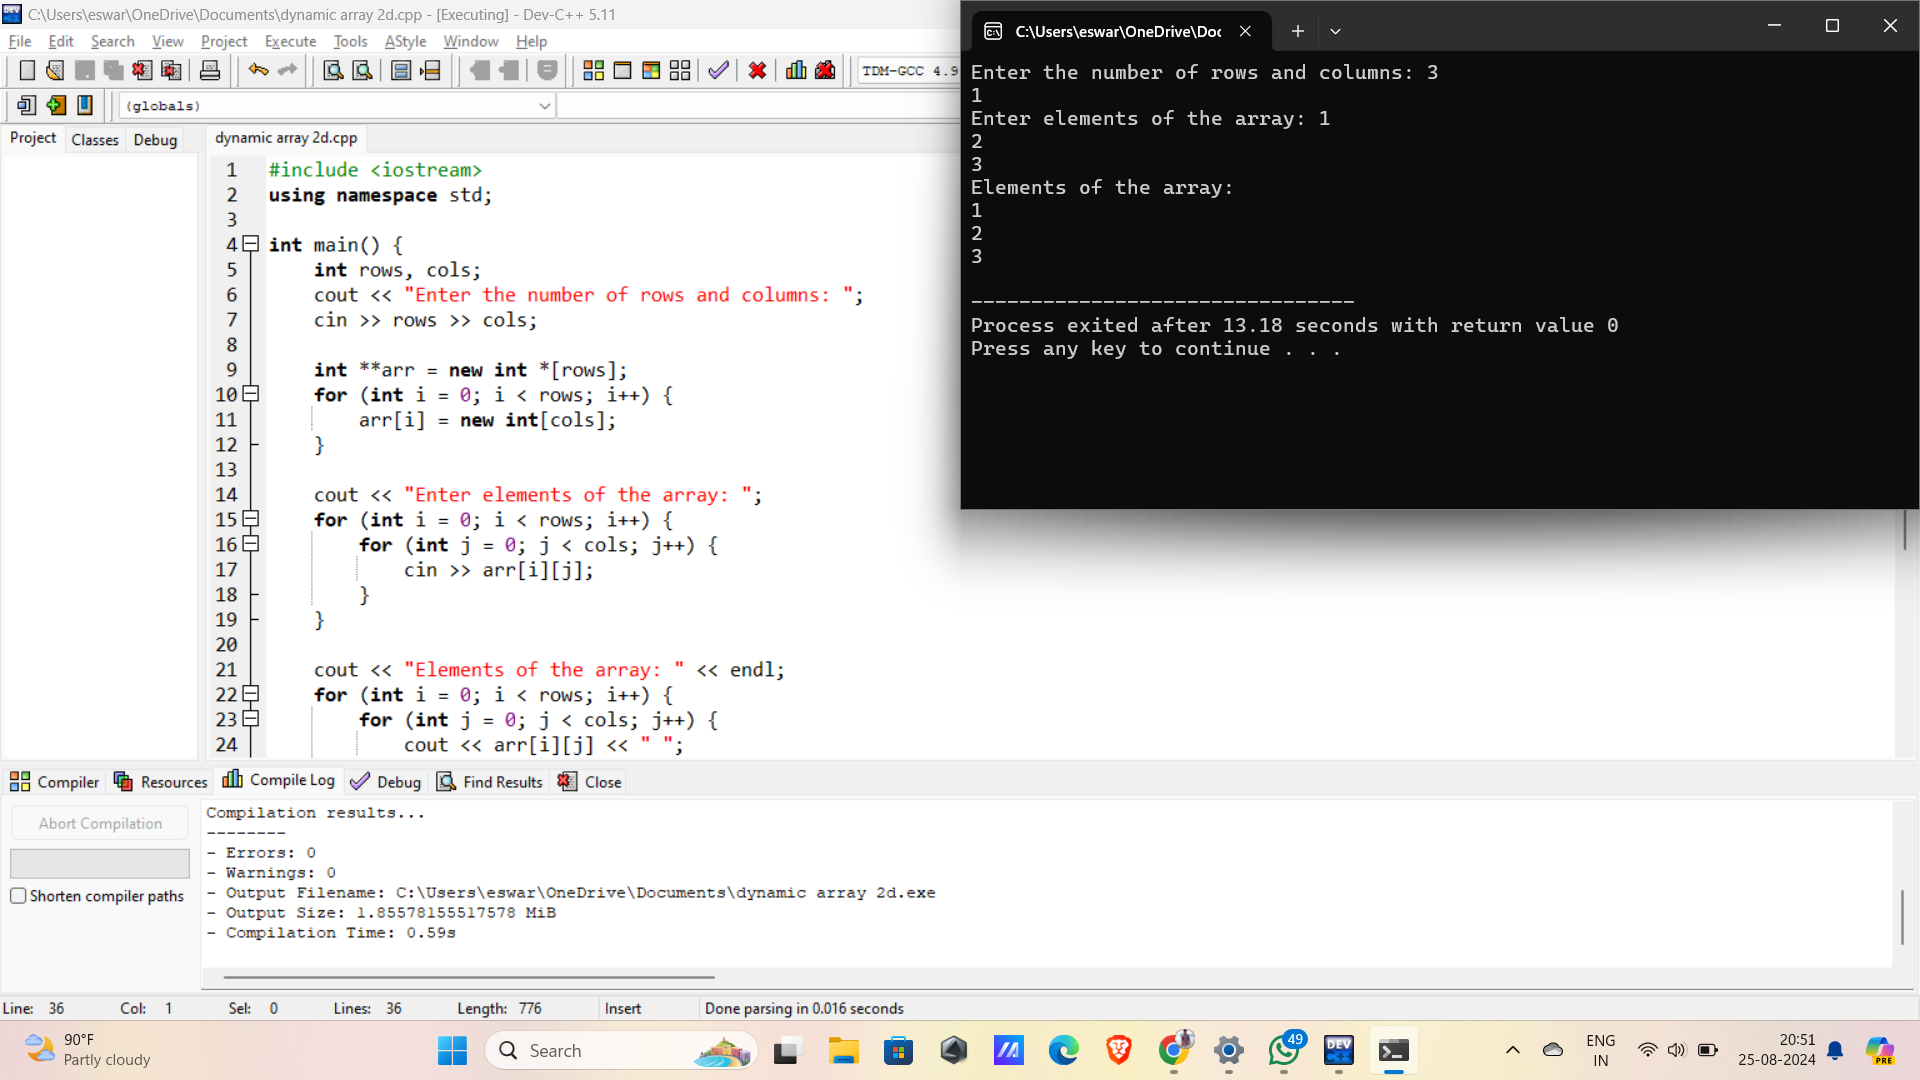 C:\Users\eswar\OneDrive\Documents\dynamic array 2d.cpp - [Executing] - Dev-C++ 5.11
File Edit Search View Project Execute Tools AStyle Window Help
TDM-GCC 4.9
(globals)
Project Classes Debug
dynamic array 2d.cpp
1 #include <iostream>
2 using namespace std;
3
4 int main() {
5 int rows, cols;
6 cout << "Enter the number of rows and columns: ";
7 cin >> rows >> cols;
8
9 int **arr = new int *[rows];
10 for (int i = 0; i < rows; i++) {
11 arr[i] = new int[cols];
12 }
13
14 cout << "Enter elements of the array: ";
15 for (int i = 0; i < rows; i++) {
16 for (int j = 0; j < cols; j++) {
17 cin >> arr[i][j];
18 }
19 }
20
21 cout << "Elements of the array: " << endl;
22 for (int i = 0; i < rows; i++) {
23 for (int j = 0; j < cols; j++) {
24 cout << arr[i][j] << " ";
C:\Users\eswar\OneDrive\Doc
Enter the number of rows and columns: 3
1
Enter elements of the array: 1
2
3
Elements of the array:
1
2
3
--------------------------------
Process exited after 13.18 seconds with return value 0
Press any key to continue . . .
Compiler Resources Compile Log Debug Find Results Close
Abort Compilation
Shorten compiler paths
Compilation results...
--------
- Errors: 0
- Warnings: 0
- Output Filename: C:\Users\eswar\OneDrive\Documents\dynamic array 2d.exe
- Output Size: 1.85578155517578 MiB
- Compilation Time: 0.59s
Line: 36 Col: 1 Sel: 0 Lines: 36 Length: 776 Insert Done parsing in 0.016 seconds
90°F
Partly cloudy
Search
49
DEV
C++
ENG
IN
20:51
25-08-2024
PRE